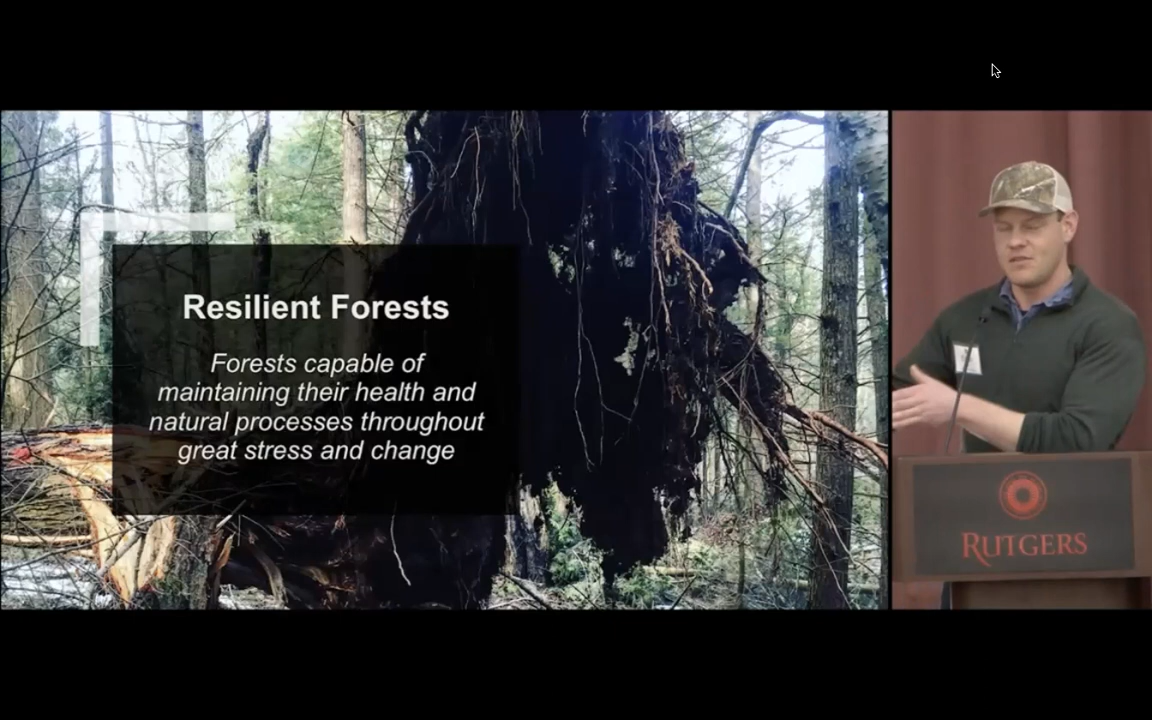 Resilient Forests
Forests capable of
maintaining their health and
natural processes throughout
great stress and change
RUTGERS